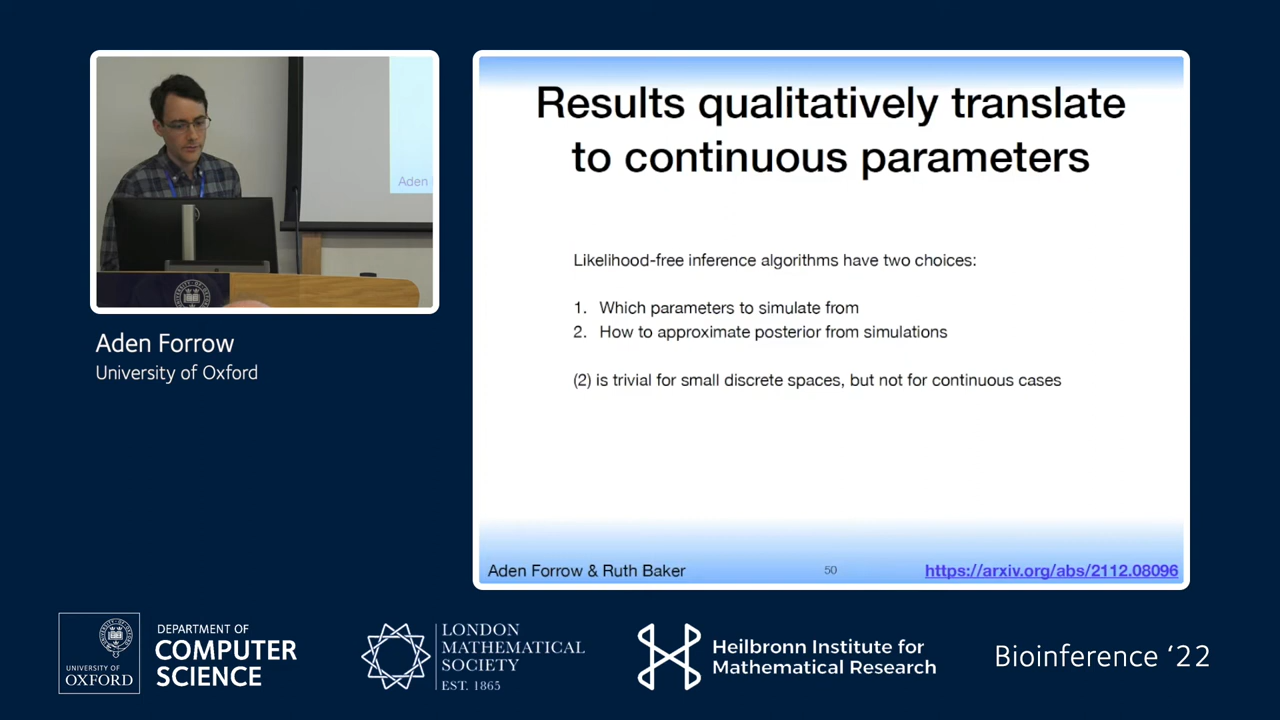 Aden
Aden Forrow
University of Oxford
Results qualitatively translate
to continuous parameters
Likelihood-free inference algorithms have two choices:
1. Which parameters to simulate from
2. How to approximate posterior from simulations
(2) is trivial for small discrete spaces, but not for continuous cases
Aden Forrow & Ruth Baker
50
https://arxiv.org/abs/2112.08096
UNIVERSITY OF
OXFORD
DEPARTMENT OF
COMPUTER
SCIENCE
LONDON
MATHEMATICAL
SOCIETY
EST. 1865
Heilbronn Institute for
Mathematical Research
Bioinference ‘22